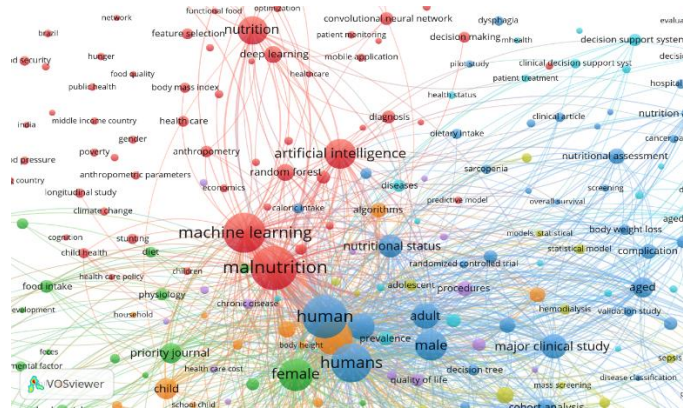 network
functional food
optimization
convolutional neural network
dysphagia
brazil
nutrition
feature selection
patient monitoring
decision making
mhealth
decision support system
deep learning
d security
hunger
mobile application
pilot study
clinical decision support syst
food quality
healthcare
patient treatment
public health
body mass index
health status
hospital
india
middle income country
health care
diagnosis
clinical article
nutrition
gender
dietary intake
cancer pa
d pressure
poverty
anthropometry
artificial intelligence
nutritional assessment
country
anthropometric parameters
random forest
sarcopenia
screening
longitudinal study
economics
diseases
predictive model
overall survival
aged
climate change
caloric intake
algorithms
machine learning
models, statistical
body weight loss
cognition
stunting
nutritional status
statistical model
complication
child health
diet
malnutrition
randomized controlled trial
health care policy
children
food intake
physiology
adolescent
procedures
aged
chronic disease
hemodialysis
validation study
evelopment
household
human
adult
prevalence
body height
male
major clinical study
priority journal
humans
mental factor
health care cost
female
decision tree
sepsis
VOSviewer
child
quality of life
mass screening
disease classification
school child
cohort analysis